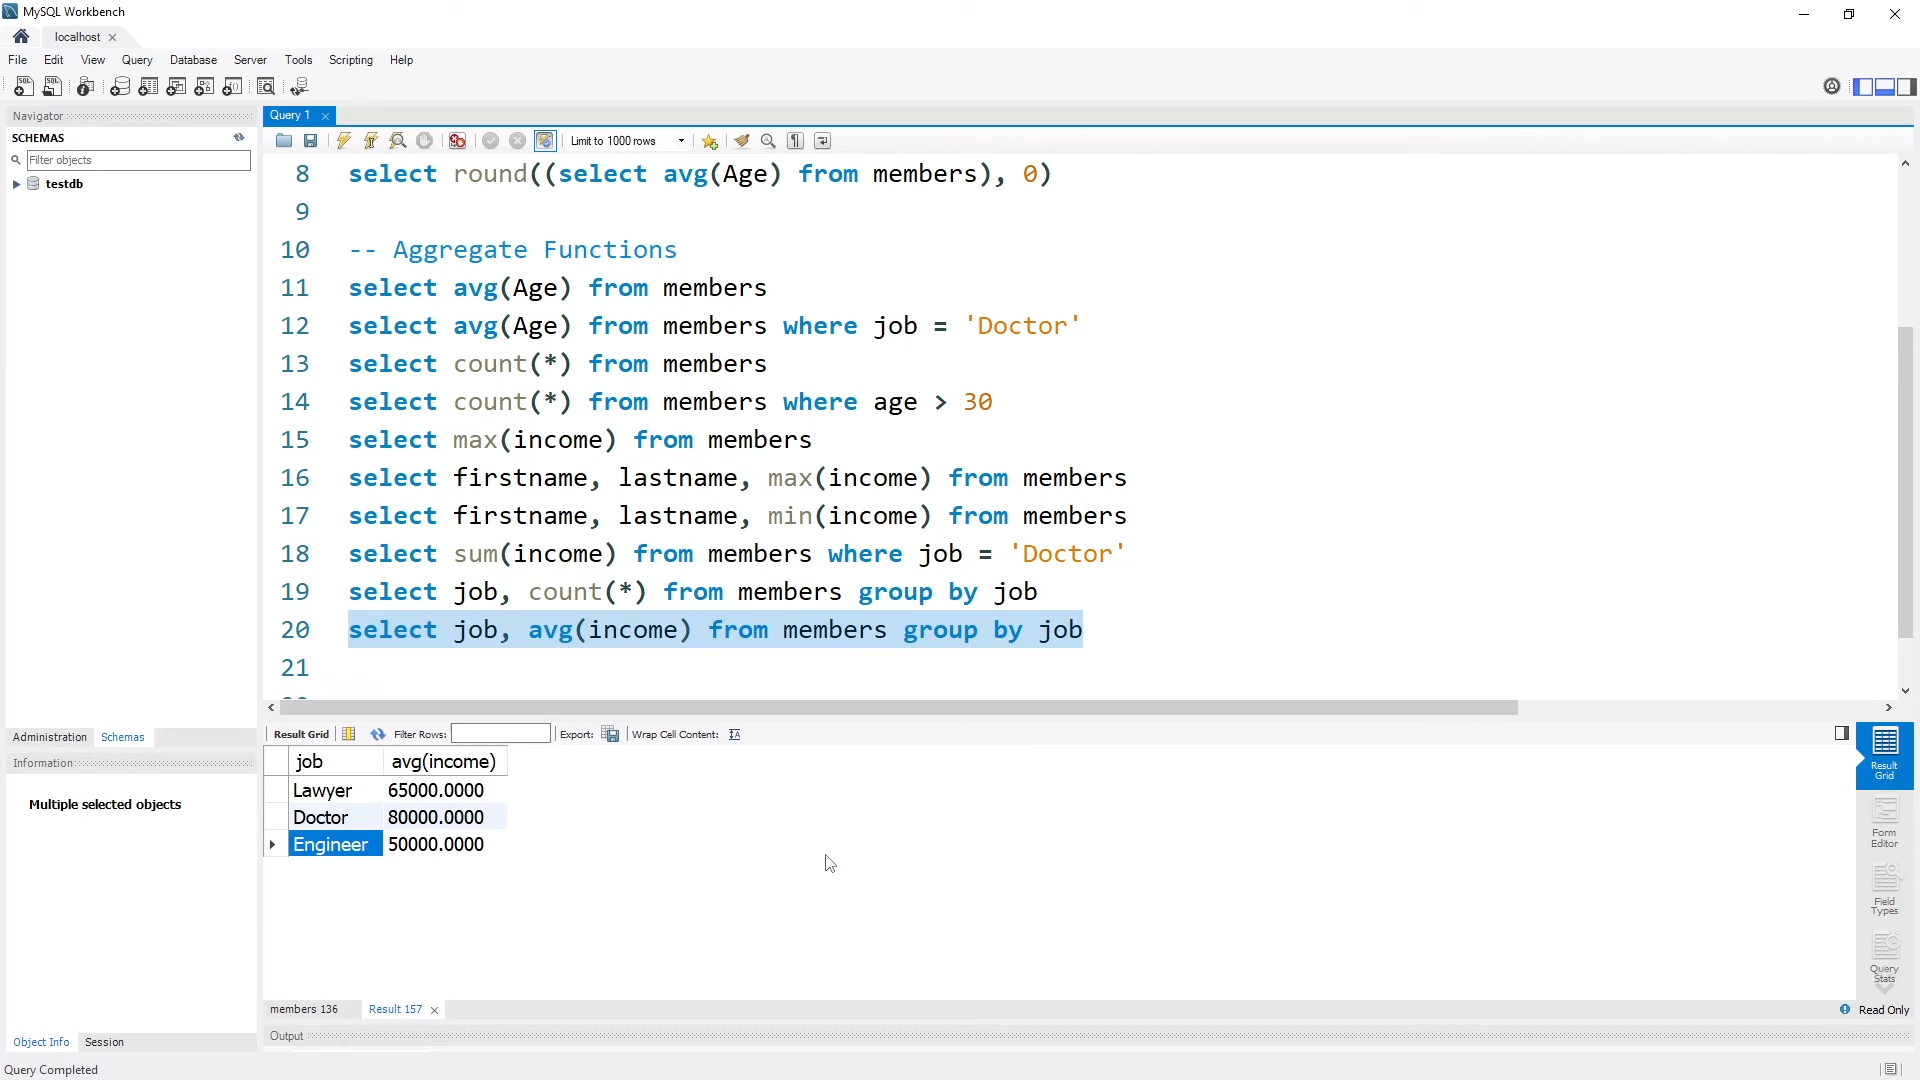 MySQL Workbench
localhost
File Edit View Query Database Server Tools Scripting Help
Navigator
SCHEMAS
Filter objects
testdb
Administration Schemas
Information
Multiple selected objects
Object Info Session
Query 1
Limit to 1000 rows
8 select round((select avg(Age) from members), 0)
9
10 -- Aggregate Functions
11 select avg(Age) from members
12 select avg(Age) from members where job = 'Doctor'
13 select count(*) from members
14 select count(*) from members where age > 30
15 select max(income) from members
16 select firstname, lastname, max(income) from members
17 select firstname, lastname, min(income) from members
18 select sum(income) from members where job = 'Doctor'
19 select job, count(*) from members group by job
20 select job, avg(income) from members group by job
21
Result Grid Filter Rows: Export: Wrap Cell Content:
job avg(income)
Lawyer 65000.0000
Doctor 80000.0000
Engineer 50000.0000
Result
Grid
Form
Editor
Field
Types
Query
Stats
members 136 Result 157
Read Only
Output
Query Completed